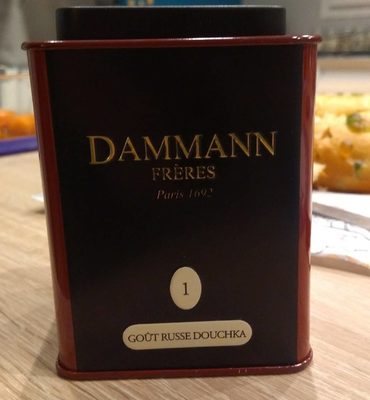 DAMMANN
FRÈRES
Paris 1692
1
GOÛT RUSSE DOUCHKA